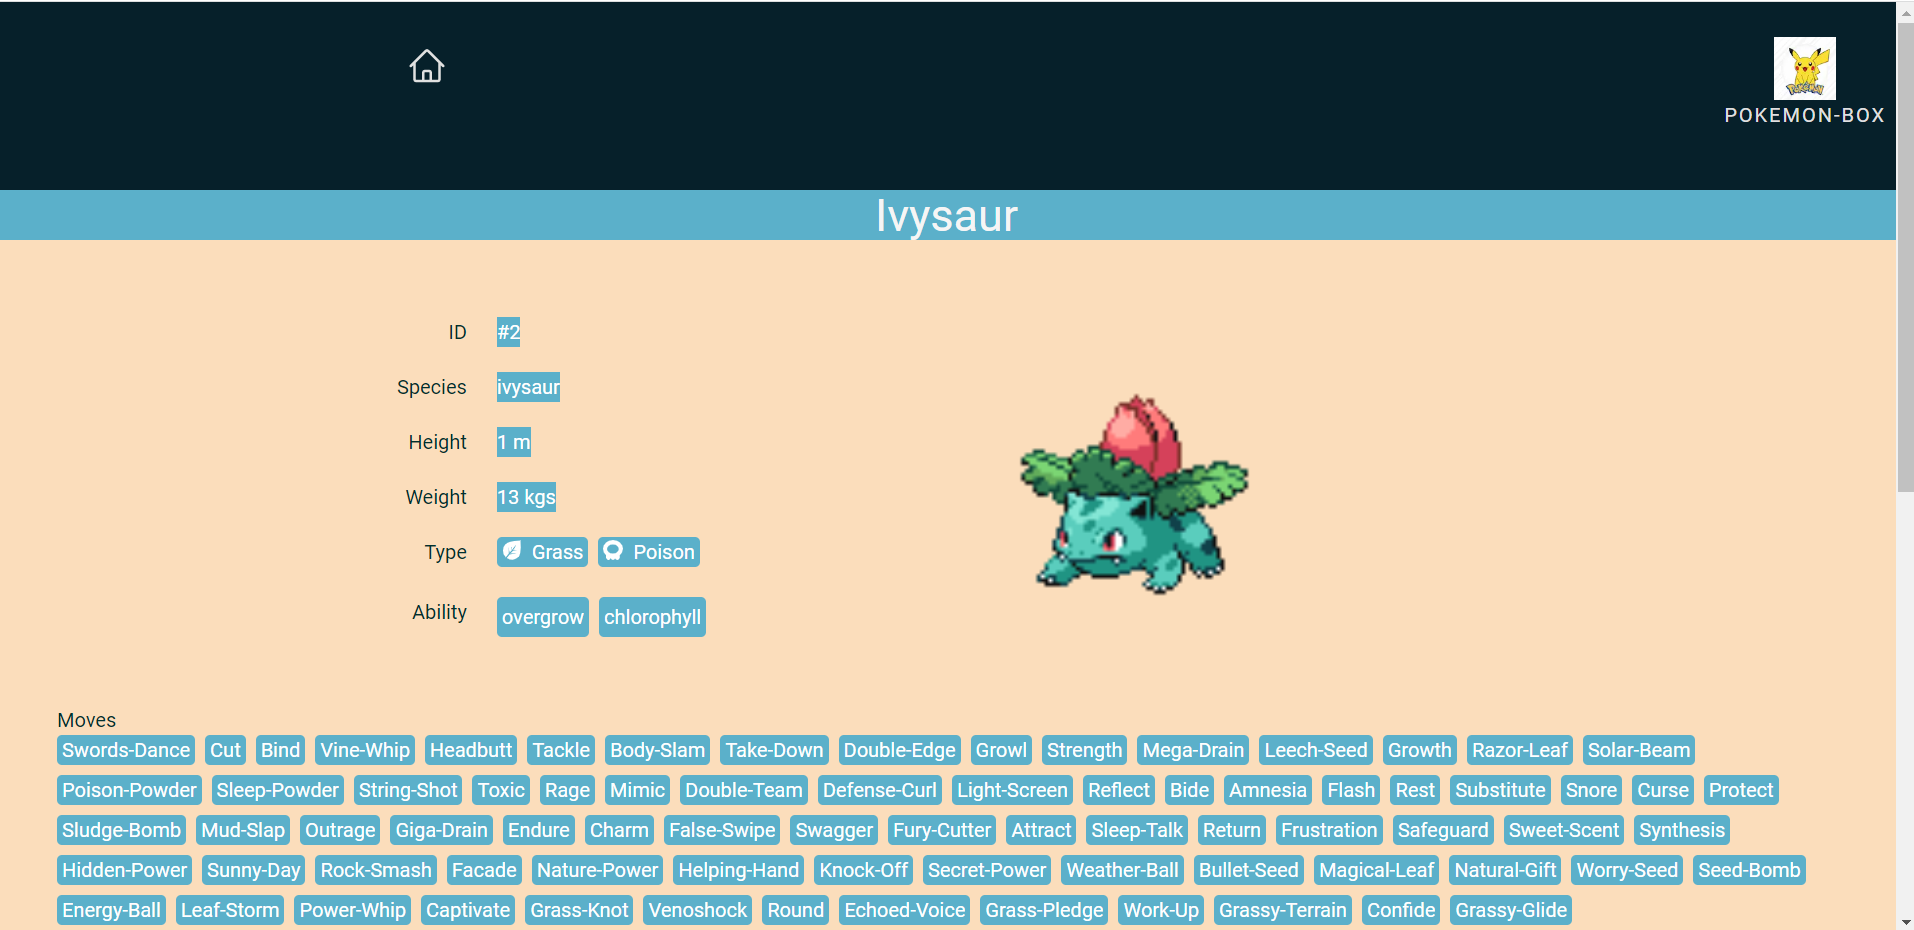 Pokémon
POKEMON-BOX
Ivysaur
ID #2
Species ivysaur
Height 1 m
Weight 13 kgs
Type Grass Poison
Ability overgrow chlorophyll
Moves
Swords-Dance Cut Bind Vine-Whip Headbutt Tackle Body-Slam Take-Down Double-Edge Growl Strength Mega-Drain Leech-Seed Growth Razor-Leaf Solar-Beam
Poison-Powder Sleep-Powder String-Shot Toxic Rage Mimic Double-Team Defense-Curl Light-Screen Reflect Bide Amnesia Flash Rest Substitute Snore Curse Protect
Sludge-Bomb Mud-Slap Outrage Giga-Drain Endure Charm False-Swipe Swagger Fury-Cutter Attract Sleep-Talk Return Frustration Safeguard Sweet-Scent Synthesis
Hidden-Power Sunny-Day Rock-Smash Facade Nature-Power Helping-Hand Knock-Off Secret-Power Weather-Ball Bullet-Seed Magical-Leaf Natural-Gift Worry-Seed Seed-Bomb
Energy-Ball Leaf-Storm Power-Whip Captivate Grass-Knot Venoshock Round Echoed-Voice Grass-Pledge Work-Up Grassy-Terrain Confide Grassy-Glide